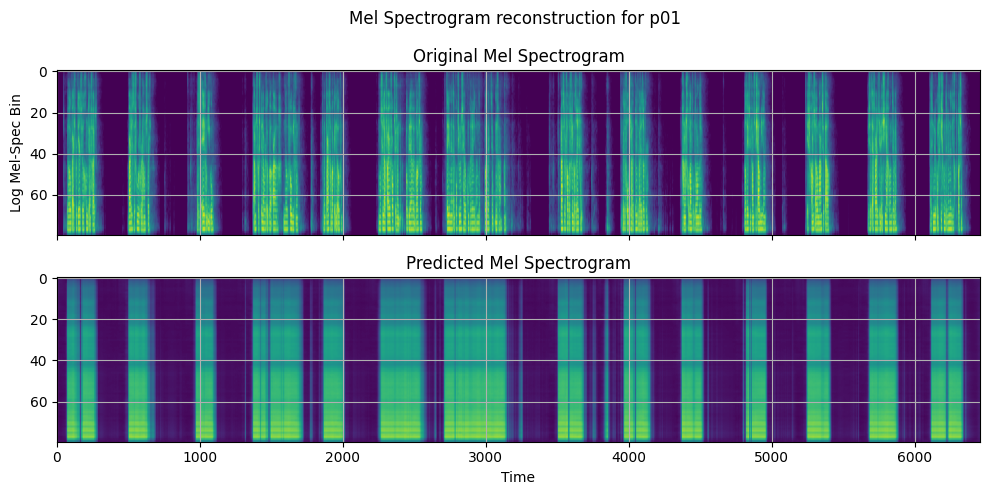 Mel Spectrogram reconstruction for p01
Original Mel Spectrogram
0
20
40
60
Log Mel-Spec Bin
Predicted Mel Spectrogram
0
20
40
60
0 1000 2000 3000 4000 5000 6000
Time